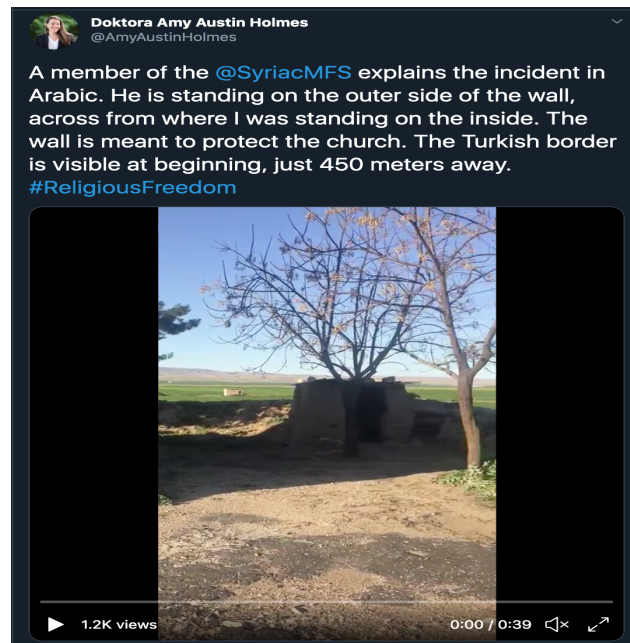 Doktora Amy Austin Holmes
@AmyAustinHolmes
A member of the @SyriacMFS explains the incident in
Arabic. He is standing on the outer side of the wall,
across from where I was standing on the inside. The
wall is meant to protect the church. The Turkish border
is visible at beginning, just 450 meters away.
#ReligiousFreedom
1.2K views
0:00 / 0:39